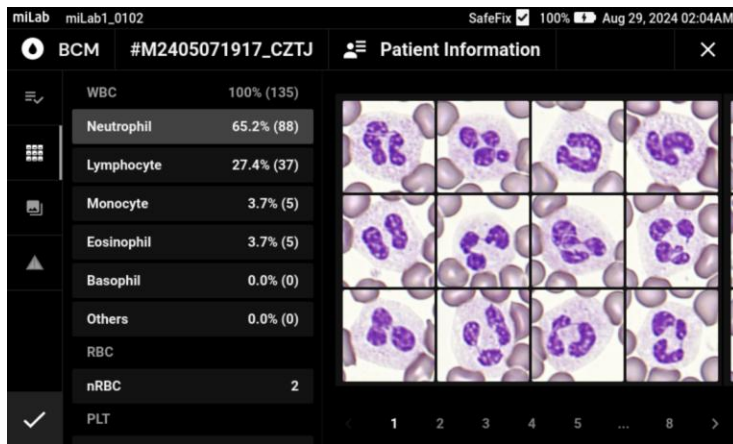 miLab miLab1_0102 SafeFix 100% Aug 29, 2024 02:04AM
BCM #M2405071917_CZTJ Patient Information
WBC 100% (135)
Neutrophil 65.2% (88)
Lymphocyte 27.4% (37)
Monocyte 3.7% (5)
Eosinophil 3.7% (5)
Basophil 0.0% (0)
Others 0.0% (0)
RBC
nRBC 2
PLT
1 2 3 4 5 ... 8